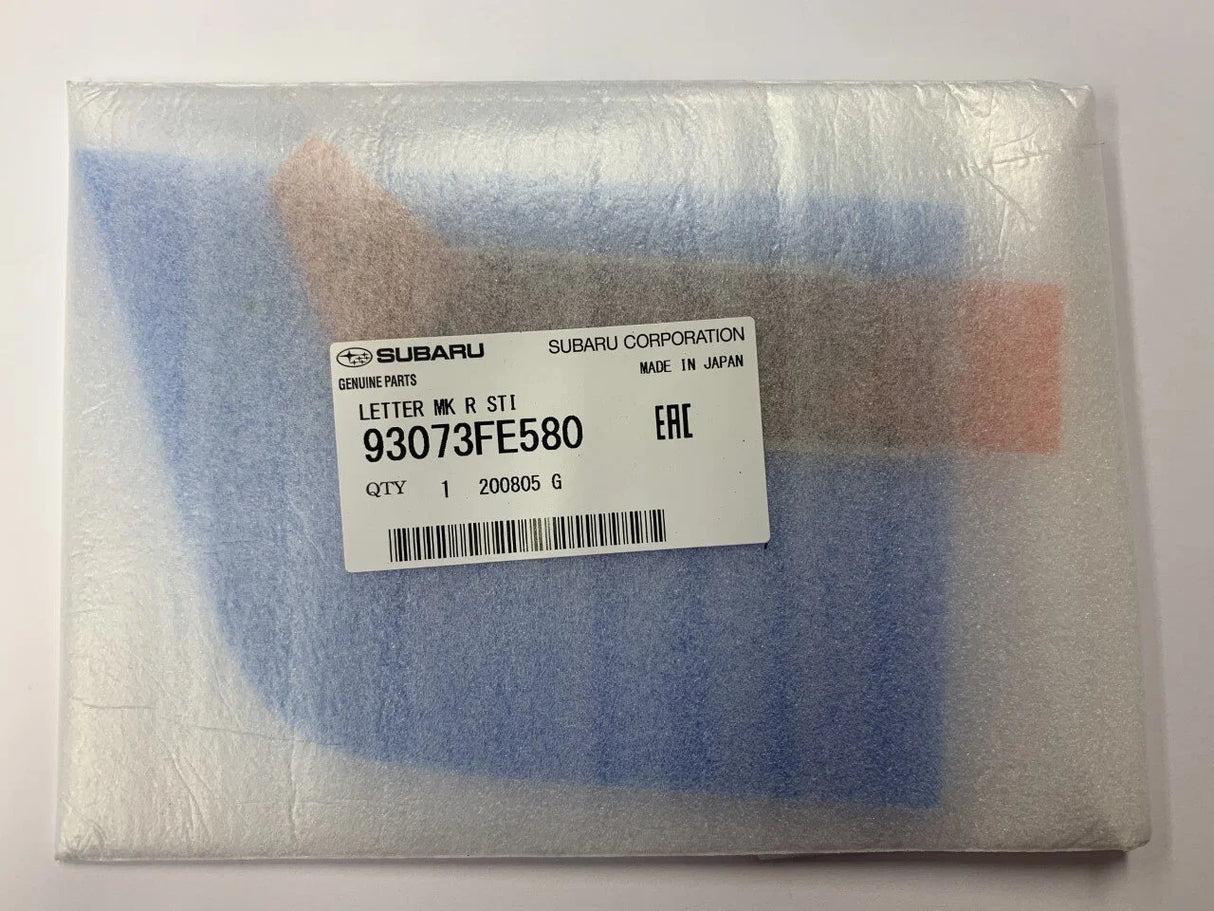 SUBARU SUBARU CORPORATION
GENUINE PARTS MADE IN JAPAN
LETTER MK R STI
93073FE580 EAC
QTY 1 200805 G